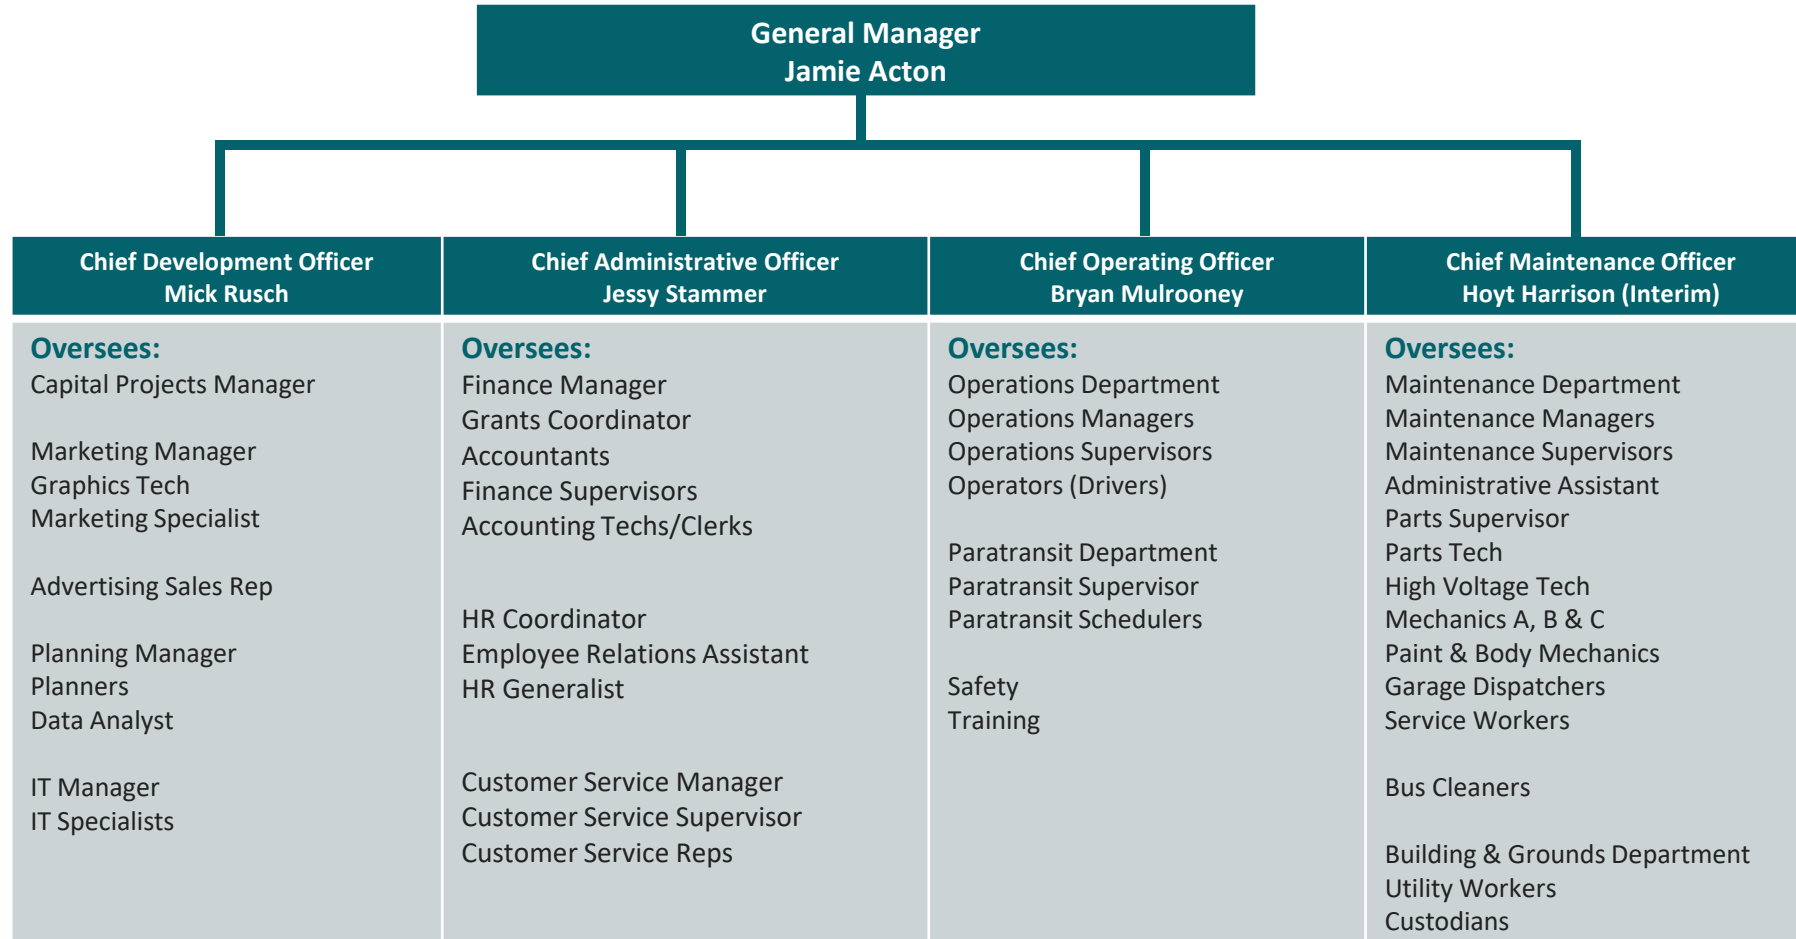 General Manager
Jamie Acton
Chief Development Officer
Mick Rusch
Oversees:
Capital Projects Manager
Marketing Manager
Graphics Tech
Marketing Specialist
Advertising Sales Rep
Planning Manager
Planners
Data Analyst
IT Manager
IT Specialists
Chief Administrative Officer
Jessy Stammer
Oversees:
Finance Manager
Grants Coordinator
Accountants
Finance Supervisors
Accounting Techs/Clerks
HR Coordinator
Employee Relations Assistant
HR Generalist
Customer Service Manager
Customer Service Supervisor
Customer Service Reps
Chief Operating Officer
Bryan Mulrooney
Oversees:
Operations Department
Operations Managers
Operations Supervisors
Operators (Drivers)
Paratransit Department
Paratransit Supervisor
Paratransit Schedulers
Safety
Training
Chief Maintenance Officer
Hoyt Harrison (Interim)
Oversees:
Maintenance Department
Maintenance Managers
Maintenance Supervisors
Administrative Assistant
Parts Supervisor
Parts Tech
High Voltage Tech
Mechanics A, B & C
Paint & Body Mechanics
Garage Dispatchers
Service Workers
Bus Cleaners
Building & Grounds Department
Utility Workers
Custodians